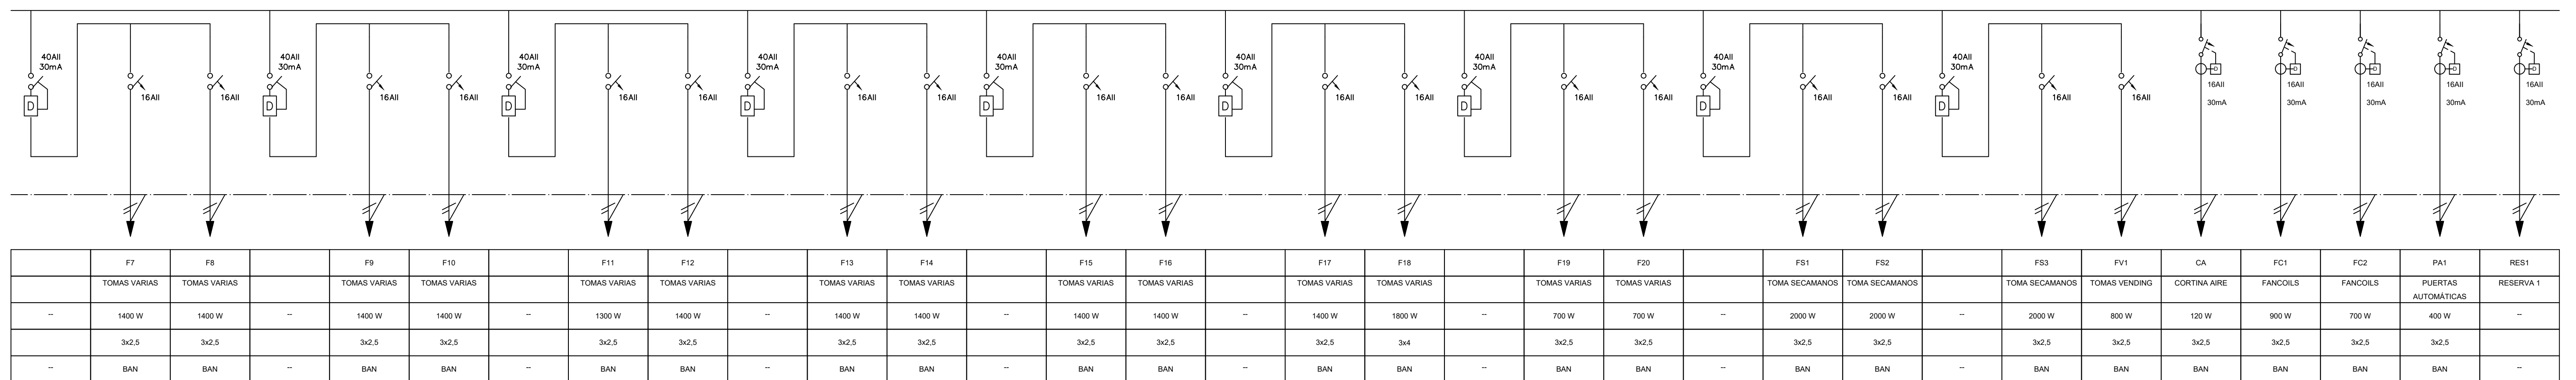 40AII 40AII 40AII 40AII 40AII 40AII 40AII 40AII 40AII
30mA 30mA 30mA 30mA 30mA 30mA 30mA 30mA 30mA
D D D D D
16AII 16AII 16AII 16AII 16AII
D 16AII 16AII D 16AII 16AII D 16AII 16AII D 16AII 16AII D 16AII 16AII D 16AII 16AII D 16AII 16AII D 16AII 16AII D 16AII 16AII
30mA 30mA 30mA 30mA 30mA
F7 F8 F9 F10 F11 F12 F13 F14 F15 F16 F17 F18 F19 F20 FS1 FS2 FS3 FV1 CA FC1 FC2 PA1 RES1
TOMAS VARIAS TOMAS VARIAS TOMAS VARIAS TOMAS VARIAS TOMAS VARIAS TOMAS VARIAS TOMAS VARIAS TOMAS VARIAS TOMAS VARIAS TOMAS VARIAS TOMAS VARIAS TOMAS VARIAS TOMAS VARIAS TOMAS VARIAS TOMA SECAMANOS TOMA SECAMANOS TOMA SECAMANOS TOMAS VENDING CORTINA AIRE FANCOILS FANCOILS PUERTAS RESERVA 1
AUTOMÁTICAS
-- 1400 W 1400 W -- 1400 W 1400 W -- 1300 W 1400 W -- 1400 W 1400 W -- 1400 W 1400 W -- 1400 W 1800 W -- 700 W 700 W -- 2000 W 2000 W -- 2000 W 800 W 120 W 900 W 700 W 400 W --
3x2,5 3x2,5 3x2,5 3x2,5 3x2,5 3x2,5 3x2,5 3x2,5 3x2,5 3x2,5 3x2,5 3x4 3x2,5 3x2,5 3x2,5 3x2,5 3x2,5 3x2,5 3x2,5 3x2,5 3x2,5 3x2,5
-- BAN BAN -- BAN BAN -- BAN BAN -- BAN BAN -- BAN BAN -- BAN BAN -- BAN BAN -- BAN BAN -- BAN BAN BAN BAN BAN BAN --